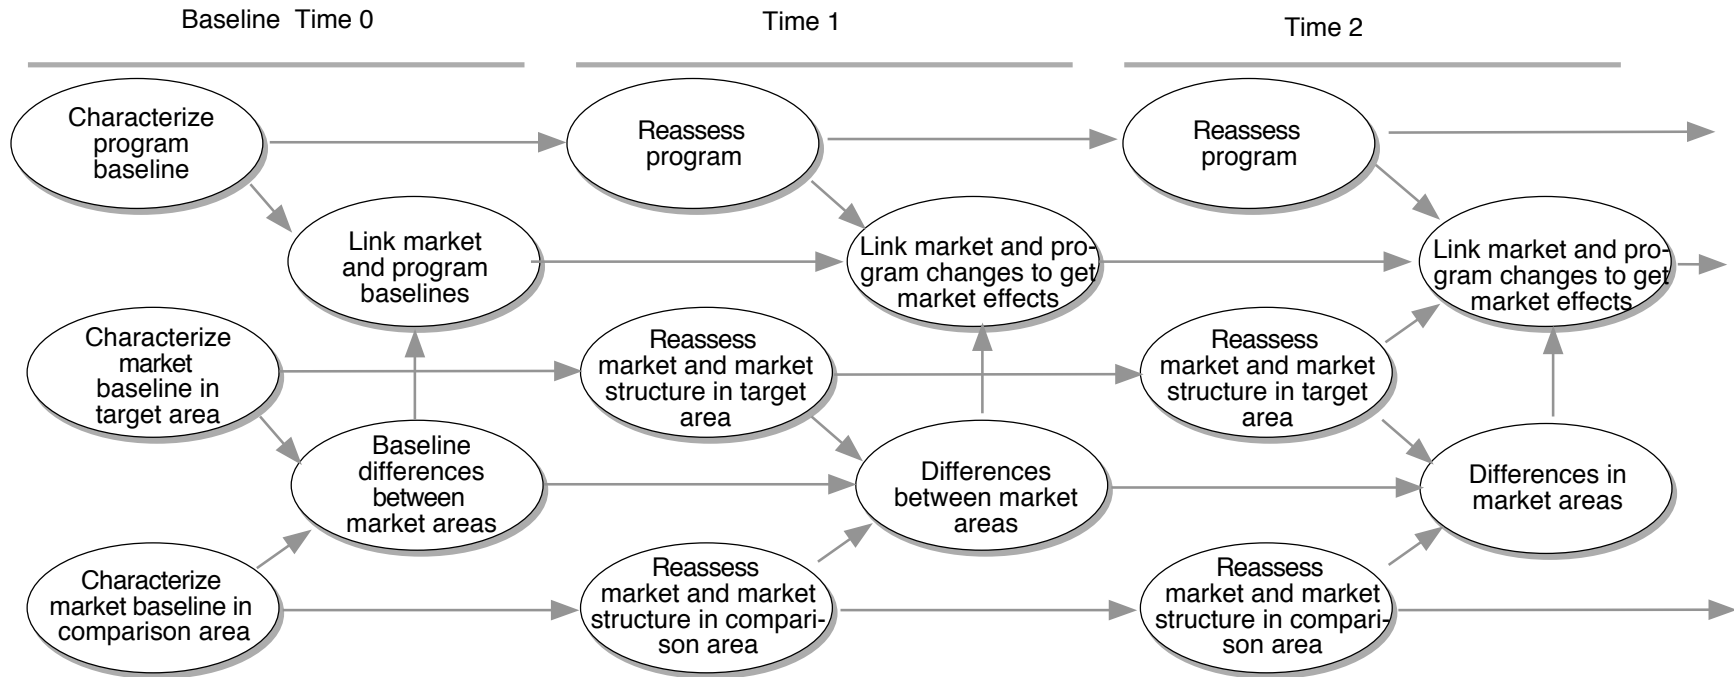 Baseline  Time 0
Time 1
Time 2
Characterize
program
baseline
Reassess
program
Reassess
program
Link market
and program
baselines
Link market and pro-
gram changes to get
market effects
Link market and pro-
gram changes to get
market effects
Characterize
market
baseline in
target area
Reassess
market and market
structure in target
area
Reassess
market and market
structure in target
area
Baseline
differences
between
market areas
Differences
between market
areas
Differences in
market areas
Characterize
market baseline in
comparison area
Reassess
market and market
structure in compari-
son area
Reassess
market and market
structure in compari-
son area